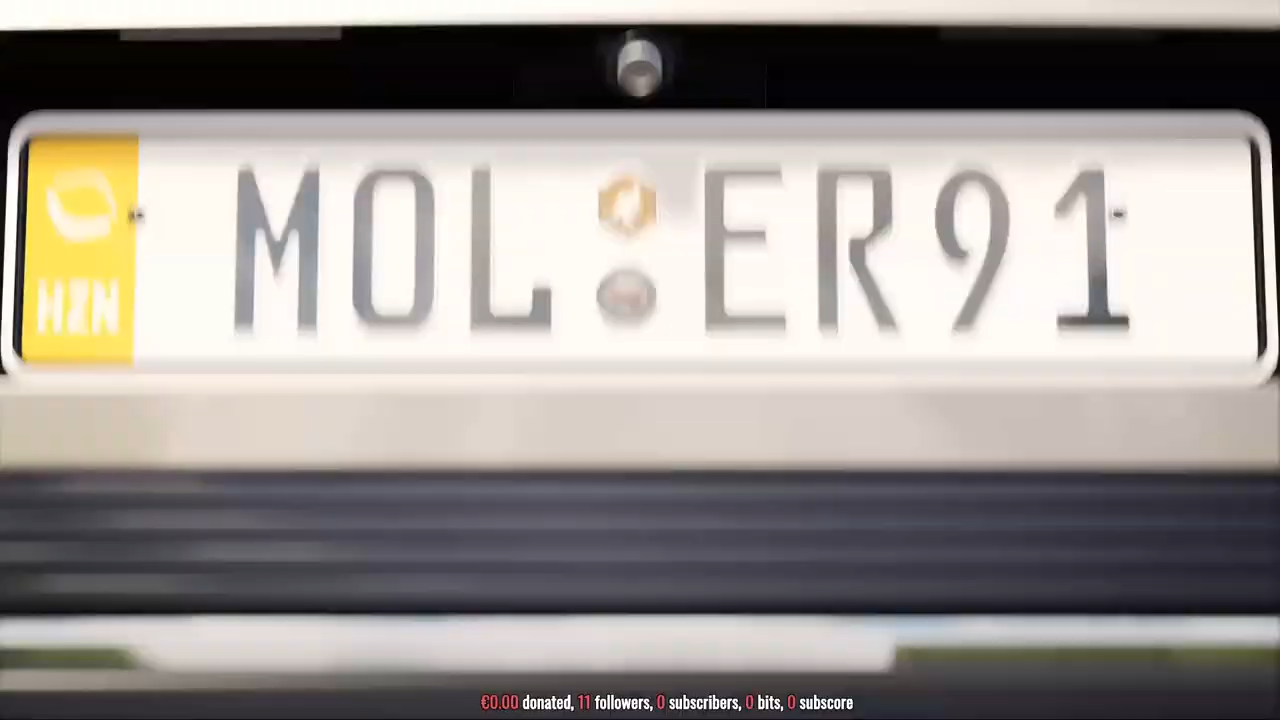 MOL ER91
HZN
€0.00 donated, 11 followers, 0 subscribers, 0 bits, 0 subscore